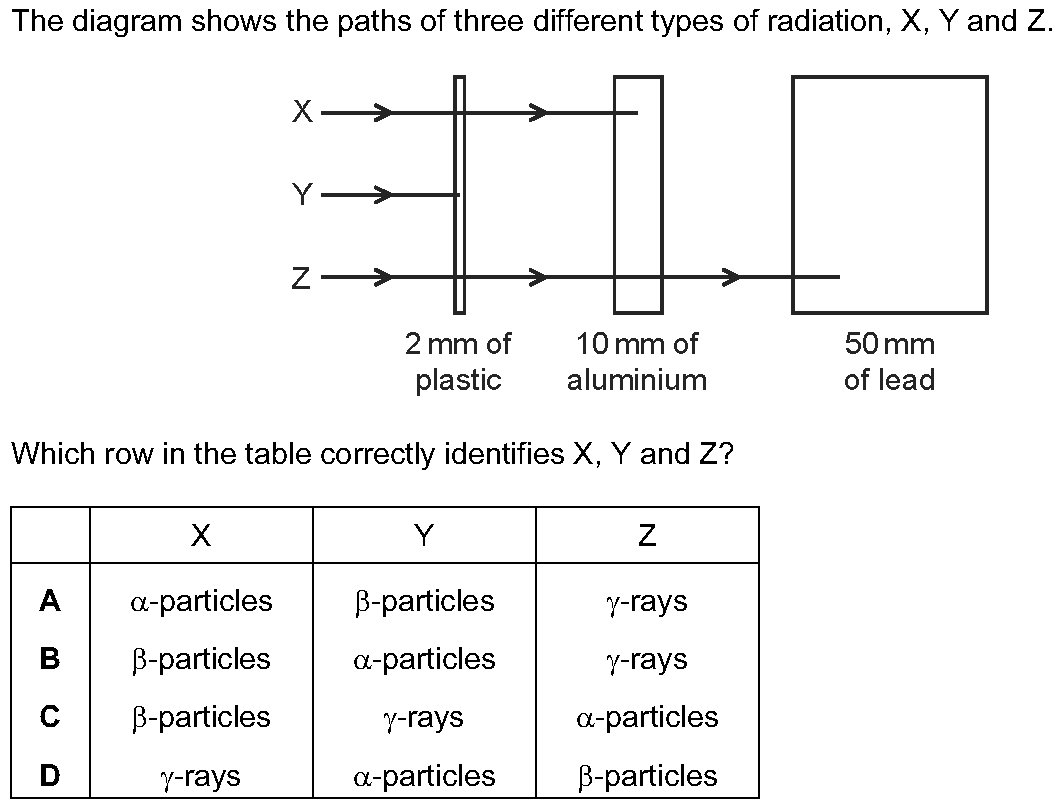 The diagram shows the paths of three different types of radiation, X, Y and Z.
X
Y
Z
2 mm of plastic
10 mm of aluminium
50 mm of lead
Which row in the table correctly identifies X, Y and Z?
X Y Z
A α-particles β-particles γ-rays
B β-particles α-particles γ-rays
C β-particles γ-rays α-particles
D γ-rays α-particles β-particles